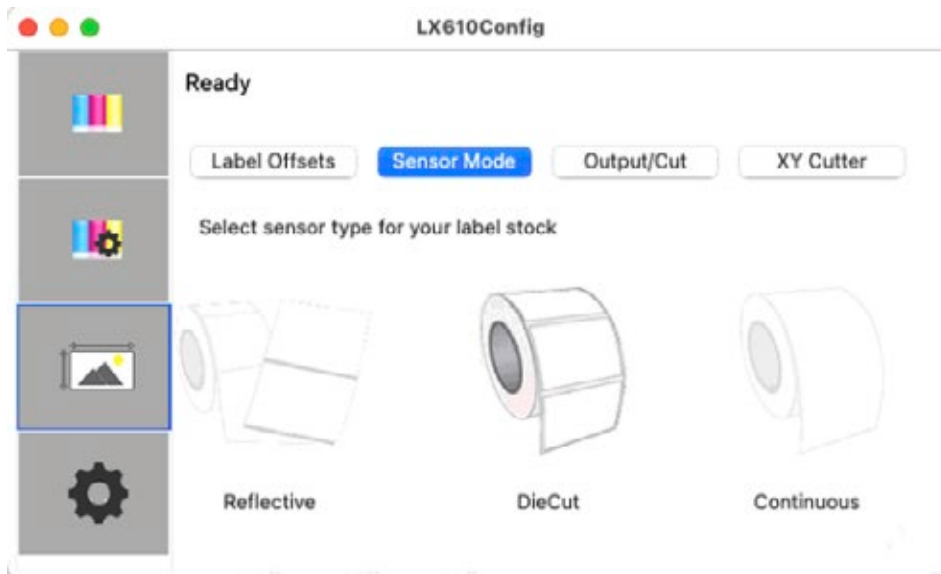 LX610Config
Ready
Label Offsets
Sensor Mode
Output/Cut
XY Cutter
Select sensor type for your label stock
Reflective
DieCut
Continuous